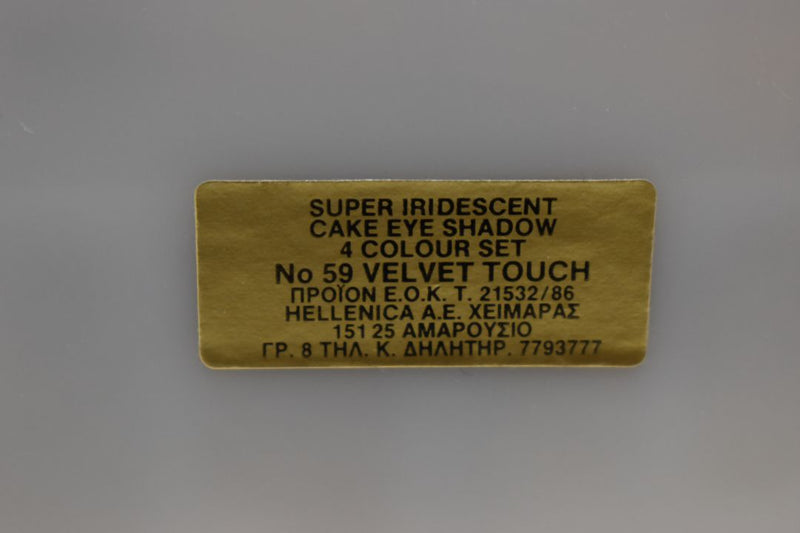 SUPER IRIDESCENT
CAKE EYE SHADOW
4 COLOUR SET
No 59 VELVET TOUCH
ΠΡΟΪΟΝ Ε.Ο.Κ. Τ. 21532/86
HELLENICA A.E. ΧΕΙΜΑΡΑΣ
151 25 ΑΜΑΡΟΥΣΙΟ
ΓΡ. 8 ΤΗΛ. Κ. ΔΗΛΗΤΗΡ. 7793777